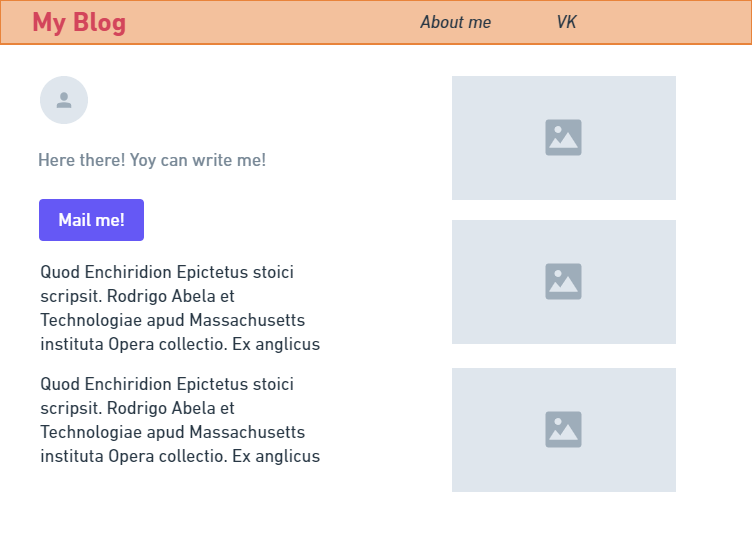 My Blog
About me
VK
Here there! Yoy can write me!
Mail me!
Quod Enchiridion Epictetus stoici
scripsit. Rodrigo Abela et
Technologiae apud Massachusetts
instituta Opera collectio. Ex anglicus
Quod Enchiridion Epictetus stoici
scripsit. Rodrigo Abela et
Technologiae apud Massachusetts
instituta Opera collectio. Ex anglicus